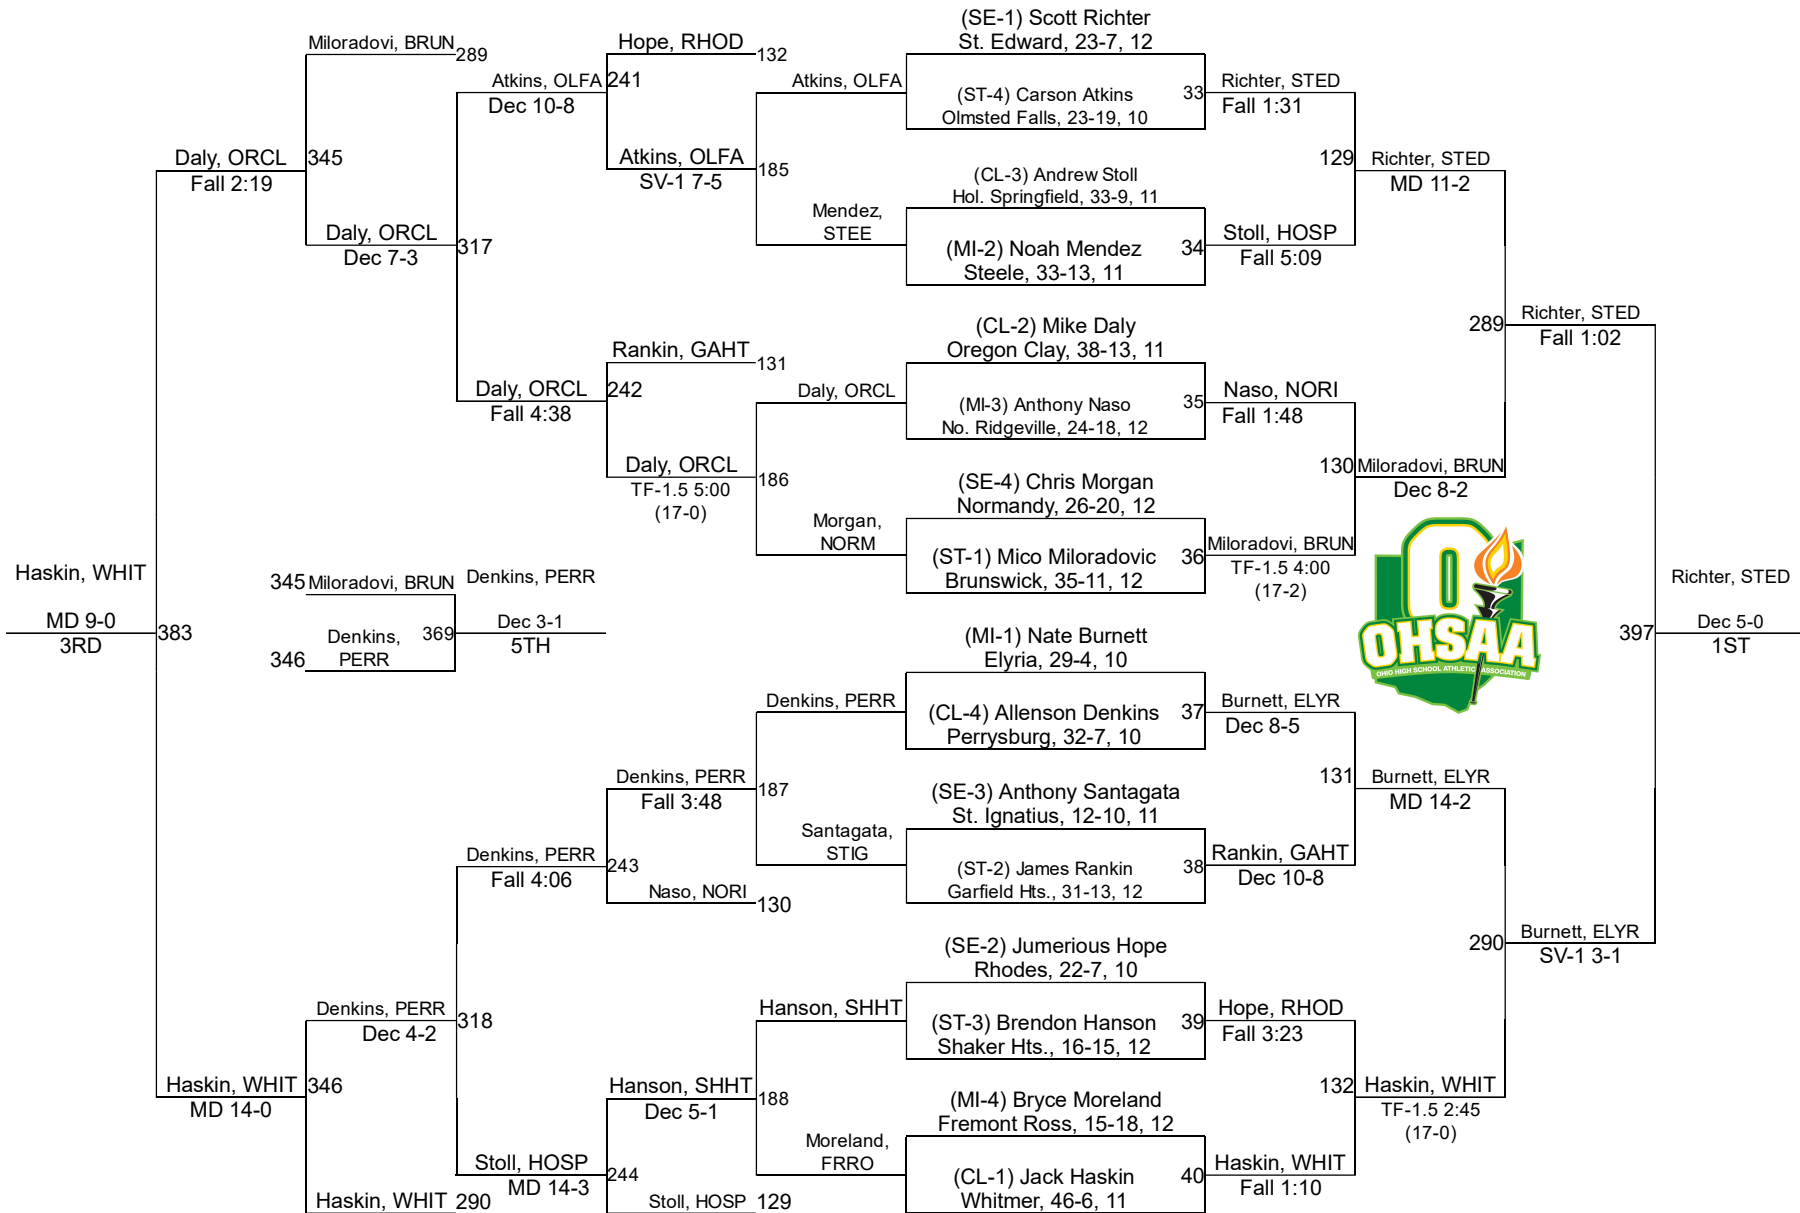 (SE-1) Scott Richter
St. Edward, 23-7, 12
Miloradovi, BRUN
289
Hope, RHOD
132
Atkins, OLFA
241
Dec 10-8
Atkins, OLFA
(ST-4) Carson Atkins
Olmsted Falls, 23-19, 10
33
Richter, STED
Fall 1:31
Daly, ORCL
Fall 2:19
345
Atkins, OLFA
SV-1 7-5
185
(CL-3) Andrew Stoll
Hol. Springfield, 33-9, 11
129
Richter, STED
MD 11-2
Daly, ORCL
Dec 7-3
317
Mendez,
STEE
(MI-2) Noah Mendez
Steele, 33-13, 11
34
Stoll, HOSP
Fall 5:09
(CL-2) Mike Daly
Oregon Clay, 38-13, 11
289
Richter, STED
Fall 1:02
Rankin, GAHT
131
Daly, ORCL
242
Fall 4:38
Daly, ORCL
(MI-3) Anthony Naso
No. Ridgeville, 24-18, 12
35
Naso, NORI
Fall 1:48
Daly, ORCL
TF-1.5 5:00
(17-0)
186
(SE-4) Chris Morgan
Normandy, 26-20, 12
130
Miloradovi, BRUN
Dec 8-2
Morgan,
NORM
(ST-1) Mico Miloradovic
Brunswick, 35-11, 12
36
Miloradovi, BRUN
TF-1.5 4:00
(17-2)
Haskin, WHIT
MD 9-0
3RD
383
345
Miloradovi, BRUN
346
Denkins,
PERR
369
Denkins, PERR
Dec 3-1
5TH
O
OHSAA
OHIO HIGH SCHOOL ATHLETIC ASSOCIATION
397
Richter, STED
Dec 5-0
1ST
(MI-1) Nate Burnett
Elyria, 29-4, 10
Denkins, PERR
(CL-4) Allenson Denkins
Perrysburg, 32-7, 10
37
Burnett, ELYR
Dec 8-5
Denkins, PERR
Fall 3:48
187
(SE-3) Anthony Santagata
St. Ignatius, 12-10, 11
131
Burnett, ELYR
MD 14-2
Santagata,
STIG
(ST-2) James Rankin
Garfield Hts., 31-13, 12
38
Rankin, GAHT
Dec 10-8
Denkins, PERR
Fall 4:06
243
Naso, NORI
130
(SE-2) Jumerious Hope
Rhodes, 22-7, 10
290
Burnett, ELYR
SV-1 3-1
Denkins, PERR
Dec 4-2
318
Hanson, SHHT
(ST-3) Brendon Hanson
Shaker Hts., 16-15, 12
39
Hope, RHOD
Fall 3:23
Haskin, WHIT
MD 14-0
346
Hanson, SHHT
Dec 5-1
188
(MI-4) Bryce Moreland
Fremont Ross, 15-18, 12
132
Haskin, WHIT
TF-1.5 2:45
(17-0)
Moreland,
FRRO
(CL-1) Jack Haskin
Whitmer, 46-6, 11
40
Haskin, WHIT
Fall 1:10
Stoll, HOSP
MD 14-3
244
Haskin, WHIT
290
Stoll, HOSP
129